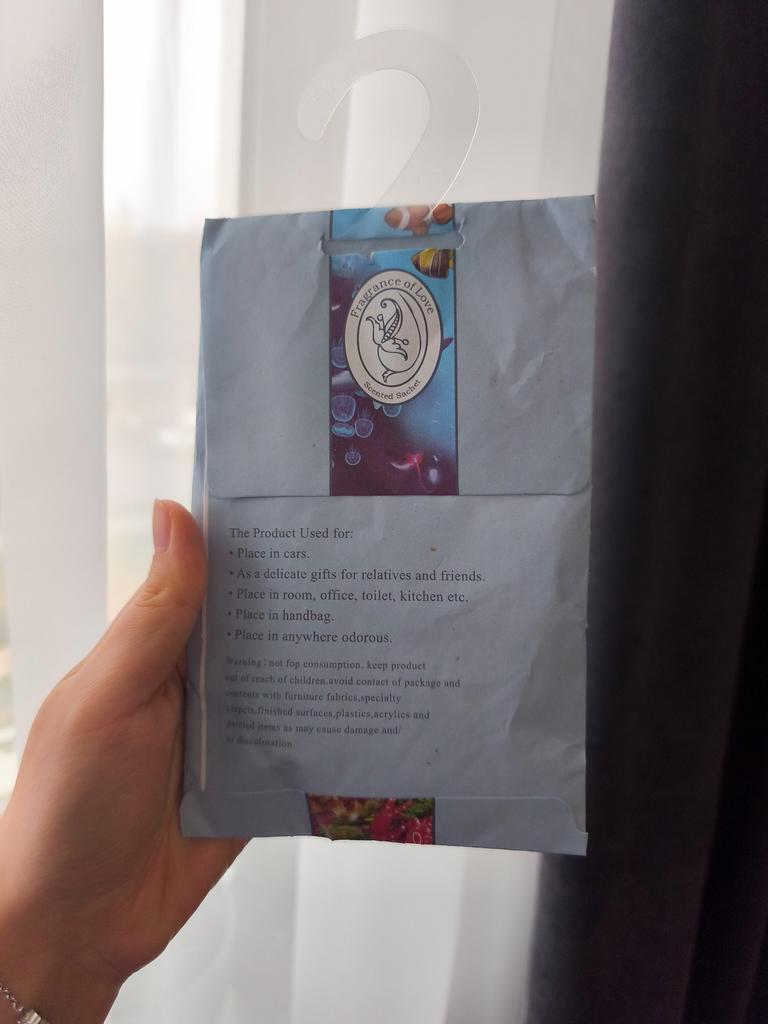 Fragrance of Love
Scented Sachet
The Product Used for:
• Place in cars.
• As a delicate gifts for relatives and friends.
• Place in room, office, toilet, kitchen etc.
• Place in handbag.
• Place in anywhere odorous.
Warning: not fop consumption. keep product
out of reach of children.avoid contact of package and
contents with furniture fabrics,specialty
carpets,finished surfaces,plastics,acrylics and
painted items as may cause damage and/
or discoloration.